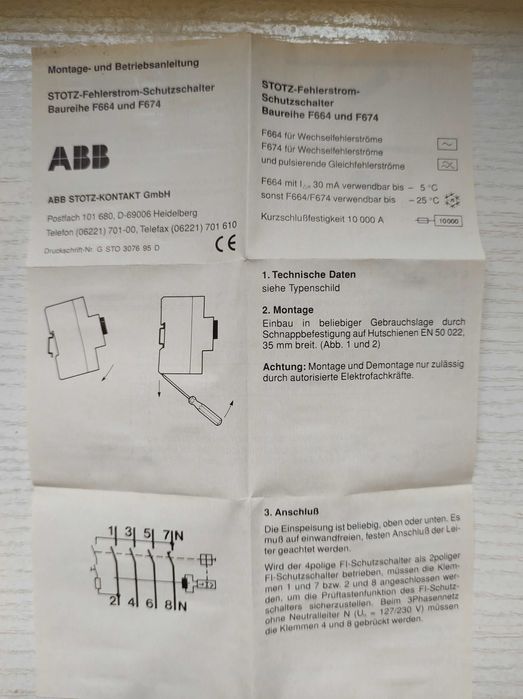 Montage- und Betriebsanleitung
STOTZ-Fehlerstrom-Schutzschalter
Baureihe F664 und F674
ABB
ABB STOTZ-KONTAKT GmbH
Postfach 101 680, D-69006 Heidelberg
Telefon (06221) 701-00, Telefax (06221) 701 610
Druckschrift-Nr. G STO 3076 95 D
CE
STOTZ-Fehlerstrom-
Schutzschalter
Baureihe F664 und F674
F664 für Wechselfehlerströme
F674 für Wechselfehlerströme
und pulsierende Gleichfehlerströme
F664 mit I 30 mA verwendbar bis – 5 °C
sonst F664/F674 verwendbar bis – 25 °C
Kurzschlußfestigkeit 10 000 A
10 000
1. Technische Daten
siehe Typenschild
2. Montage
Einbau in beliebiger Gebrauchslage durch
Schnappbefestigung auf Hutschienen EN 50 022,
35 mm breit. (Abb. 1 und 2)
Achtung: Montage und Demontage nur zulässig
durch autorisierte Elektrofachkräfte.
1 3 5 7 N
2 4 6 8 N
3. Anschluß
Die Einspeisung ist beliebig, oben oder unten. Es
muß auf einwandfreien, festen Anschluß der Lei-
ter geachtet werden.
Wird der 4polige FI-Schutzschalter als 2poliger
FI-Schutzschalter betrieben, müssen die Klem-
men 1 und 7 bzw. 2 und 8 angeschlossen wer-
den, um die Prüftastenfunktion des FI-Schutz-
schalters sicherzustellen. Beim 3Phasennetz
ohne Neutralleiter N (Un = 127/230 V) müssen
die Klemmen 4 und 8 gebrückt werden.